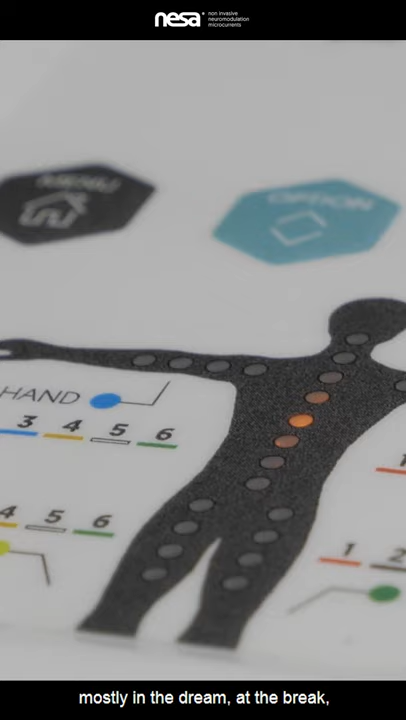 nesa
non invasive
neuromodulation
microcurrents
OPTION
HAND
3 4 5 6
4 5 6
1 2
mostly in the dream, at the break,